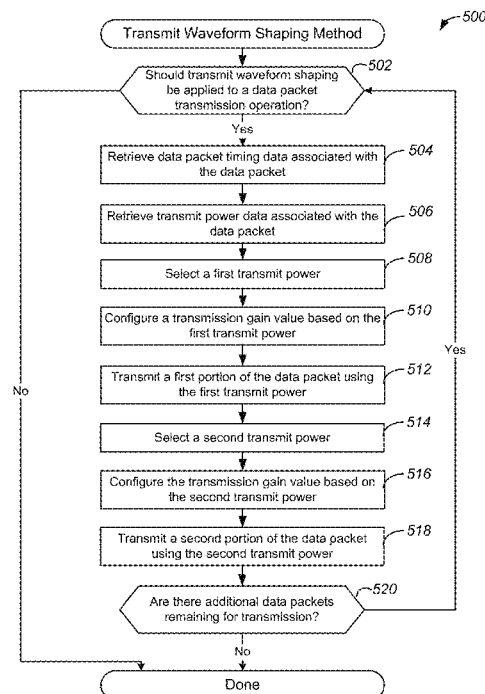 500
Transmit Waveform Shaping Method
502
Should transmit waveform shaping
be applied to a data packet
transmission operation?
Yes
504
Retrieve data packet timing data associated with
the data packet
506
Retrieve transmit power data associated with the
data packet
508
Select a first transmit power
510
Configure a transmission gain value based on the
first transmit power
Yes
512
Transmit a first portion of the data packet using
the first transmit power
No
514
Select a second transmit power
516
Configure the transmission gain value based on
the second transmit power
518
Transmit a second portion of the data packet
using the second transmit power
520
Are there additional data packets
remaining for transmission?
No
Done